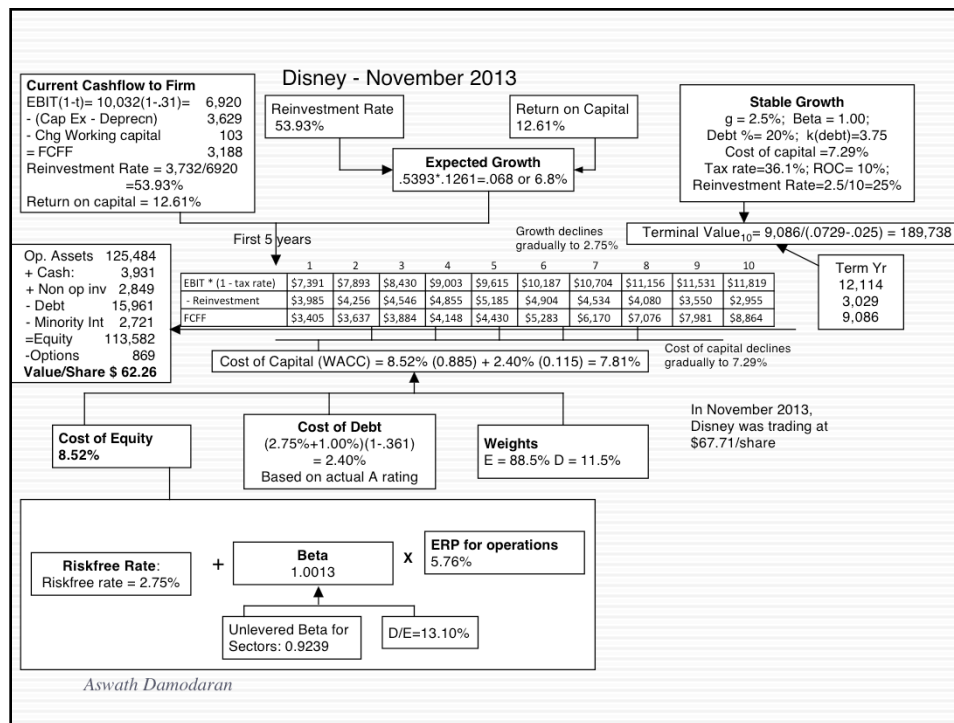 Disney - November 2013
Current Cashflow to Firm
EBIT(1-t)= 10,032(1-.31)= 6,920
- (Cap Ex - Deprecn) 3,629
- Chg Working capital 103
= FCFF 3,188
Reinvestment Rate = 3,732/6920
=53.93%
Return on capital = 12.61%
Reinvestment Rate
53.93%
Return on Capital
12.61%
Expected Growth
.5393*.1261=.068 or 6.8%
Stable Growth
g = 2.5%; Beta = 1.00;
Debt %= 20%; k(debt)=3.75
Cost of capital =7.29%
Tax rate=36.1%; ROC= 10%;
Reinvestment Rate=2.5/10=25%
First 5 years
Growth declines
gradually to 2.75%
Terminal Value10= 9,086/(.0729-.025) = 189,738
Op. Assets 125,484
+ Cash: 3,931
+ Non op inv 2,849
- Debt 15,961
- Minority Int 2,721
=Equity 113,582
-Options 869
Value/Share $ 62.26
1 2 3 4 5 6 7 8 9 10
EBIT * (1 - tax rate) $7,391 $7,893 $8,430 $9,003 $9,615 $10,187 $10,704 $11,156 $11,531 $11,819
- Reinvestment $3,985 $4,256 $4,546 $4,855 $5,185 $4,904 $4,534 $4,080 $3,550 $2,955
FCFF $3,405 $3,637 $3,884 $4,148 $4,430 $5,283 $6,170 $7,076 $7,981 $8,864
Term Yr
12,114
3,029
9,086
Cost of Capital (WACC) = 8.52% (0.885) + 2.40% (0.115) = 7.81%
Cost of capital declines
gradually to 7.29%
Cost of Equity
8.52%
Cost of Debt
(2.75%+1.00%)(1-.361)
= 2.40%
Based on actual A rating
Weights
E = 88.5% D = 11.5%
In November 2013,
Disney was trading at
$67.71/share
Riskfree Rate:
Riskfree rate = 2.75%
+
Beta
1.0013
X
ERP for operations
5.76%
Unlevered Beta for
Sectors: 0.9239
D/E=13.10%
Aswath Damodaran